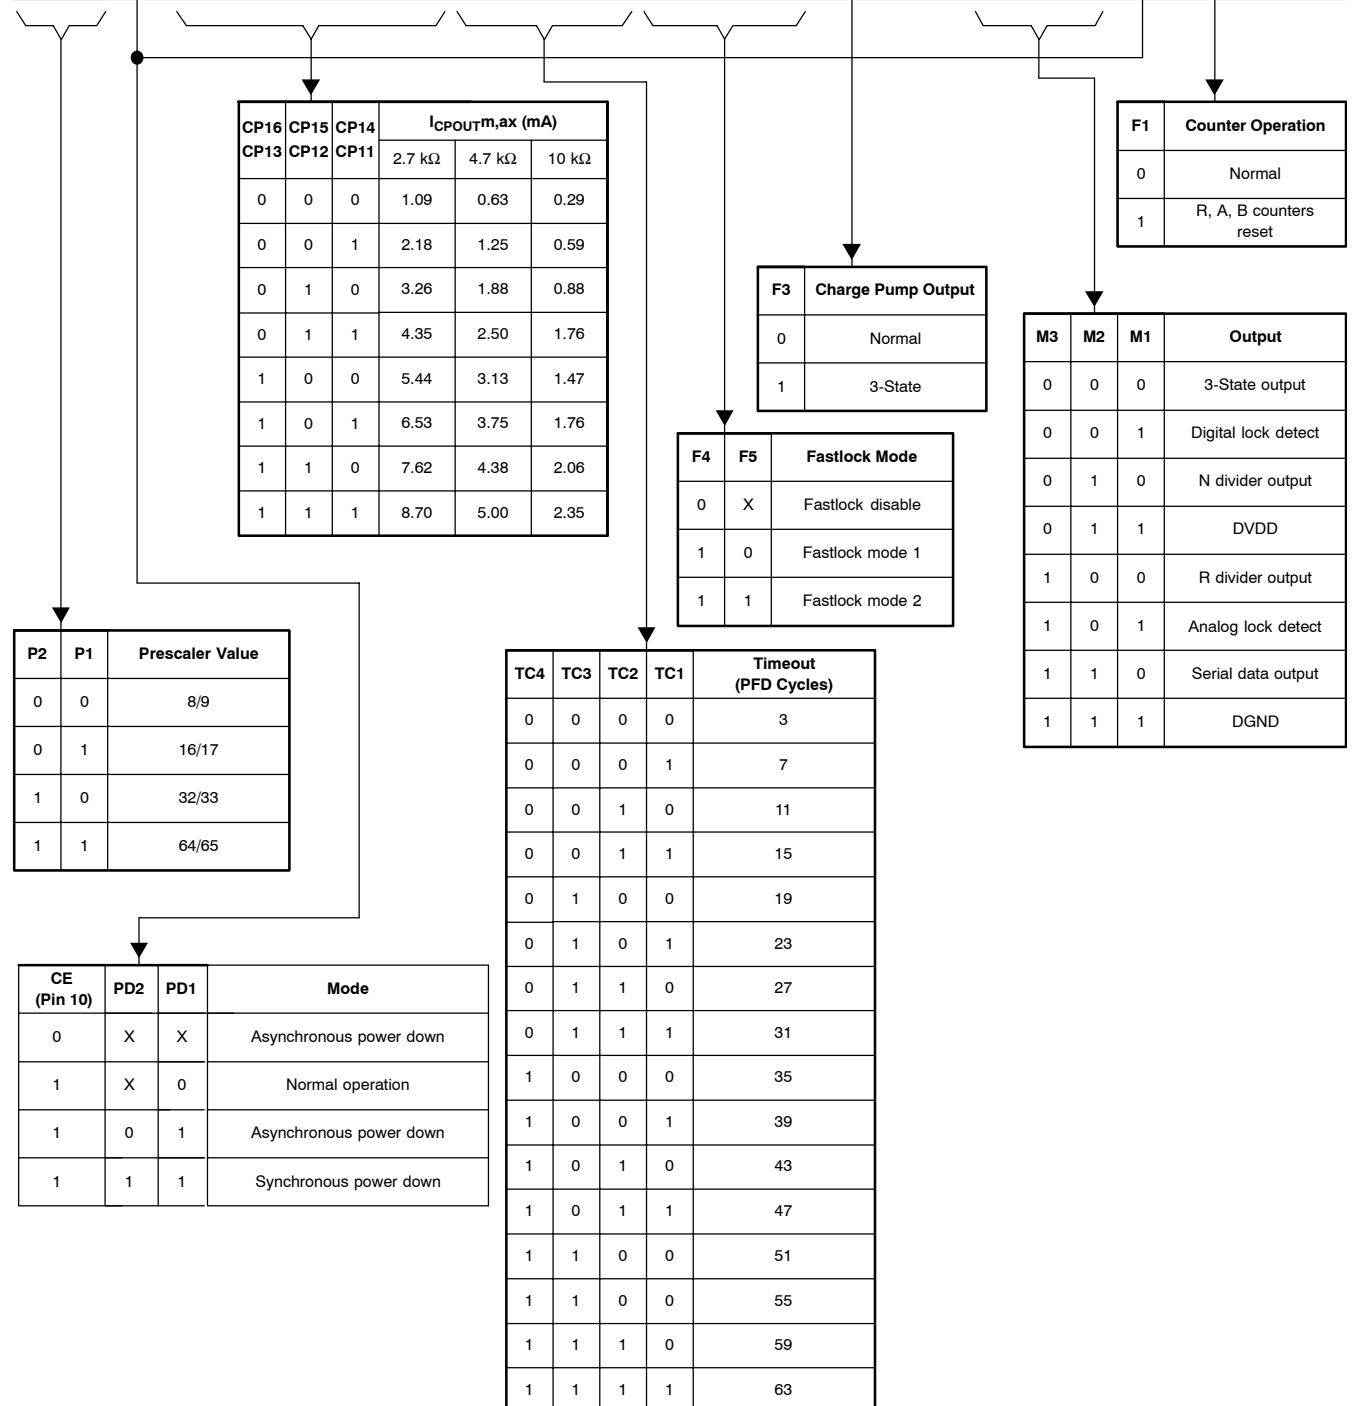 CP16 CP15 CP14 I_CPOUT m,ax (mA)
CP13 CP12 CP11 2.7 kΩ 4.7 kΩ 10 kΩ
0 0 0 1.09 0.63 0.29
0 0 1 2.18 1.25 0.59
0 1 0 3.26 1.88 0.88
0 1 1 4.35 2.50 1.76
1 0 0 5.44 3.13 1.47
1 0 1 6.53 3.75 1.76
1 1 0 7.62 4.38 2.06
1 1 1 8.70 5.00 2.35
F1 Counter Operation
0 Normal
1 R, A, B counters
reset
F3 Charge Pump Output
0 Normal
1 3-State
M3 M2 M1 Output
0 0 0 3-State output
0 0 1 Digital lock detect
0 1 0 N divider output
0 1 1 DVDD
1 0 0 R divider output
1 0 1 Analog lock detect
1 1 0 Serial data output
1 1 1 DGND
F4 F5 Fastlock Mode
0 X Fastlock disable
1 0 Fastlock mode 1
1 1 Fastlock mode 2
P2 P1 Prescaler Value
0 0 8/9
0 1 16/17
1 0 32/33
1 1 64/65
TC4 TC3 TC2 TC1 Timeout
(PFD Cycles)
0 0 0 0 3
0 0 0 1 7
0 0 1 0 11
0 0 1 1 15
0 1 0 0 19
0 1 0 1 23
0 1 1 0 27
0 1 1 1 31
1 0 0 0 35
1 0 0 1 39
1 0 1 0 43
1 0 1 1 47
1 1 0 0 51
1 1 0 0 55
1 1 1 0 59
1 1 1 1 63
CE
(Pin 10) PD2 PD1 Mode
0 X X Asynchronous power down
1 X 0 Normal operation
1 0 1 Asynchronous power down
1 1 1 Synchronous power down